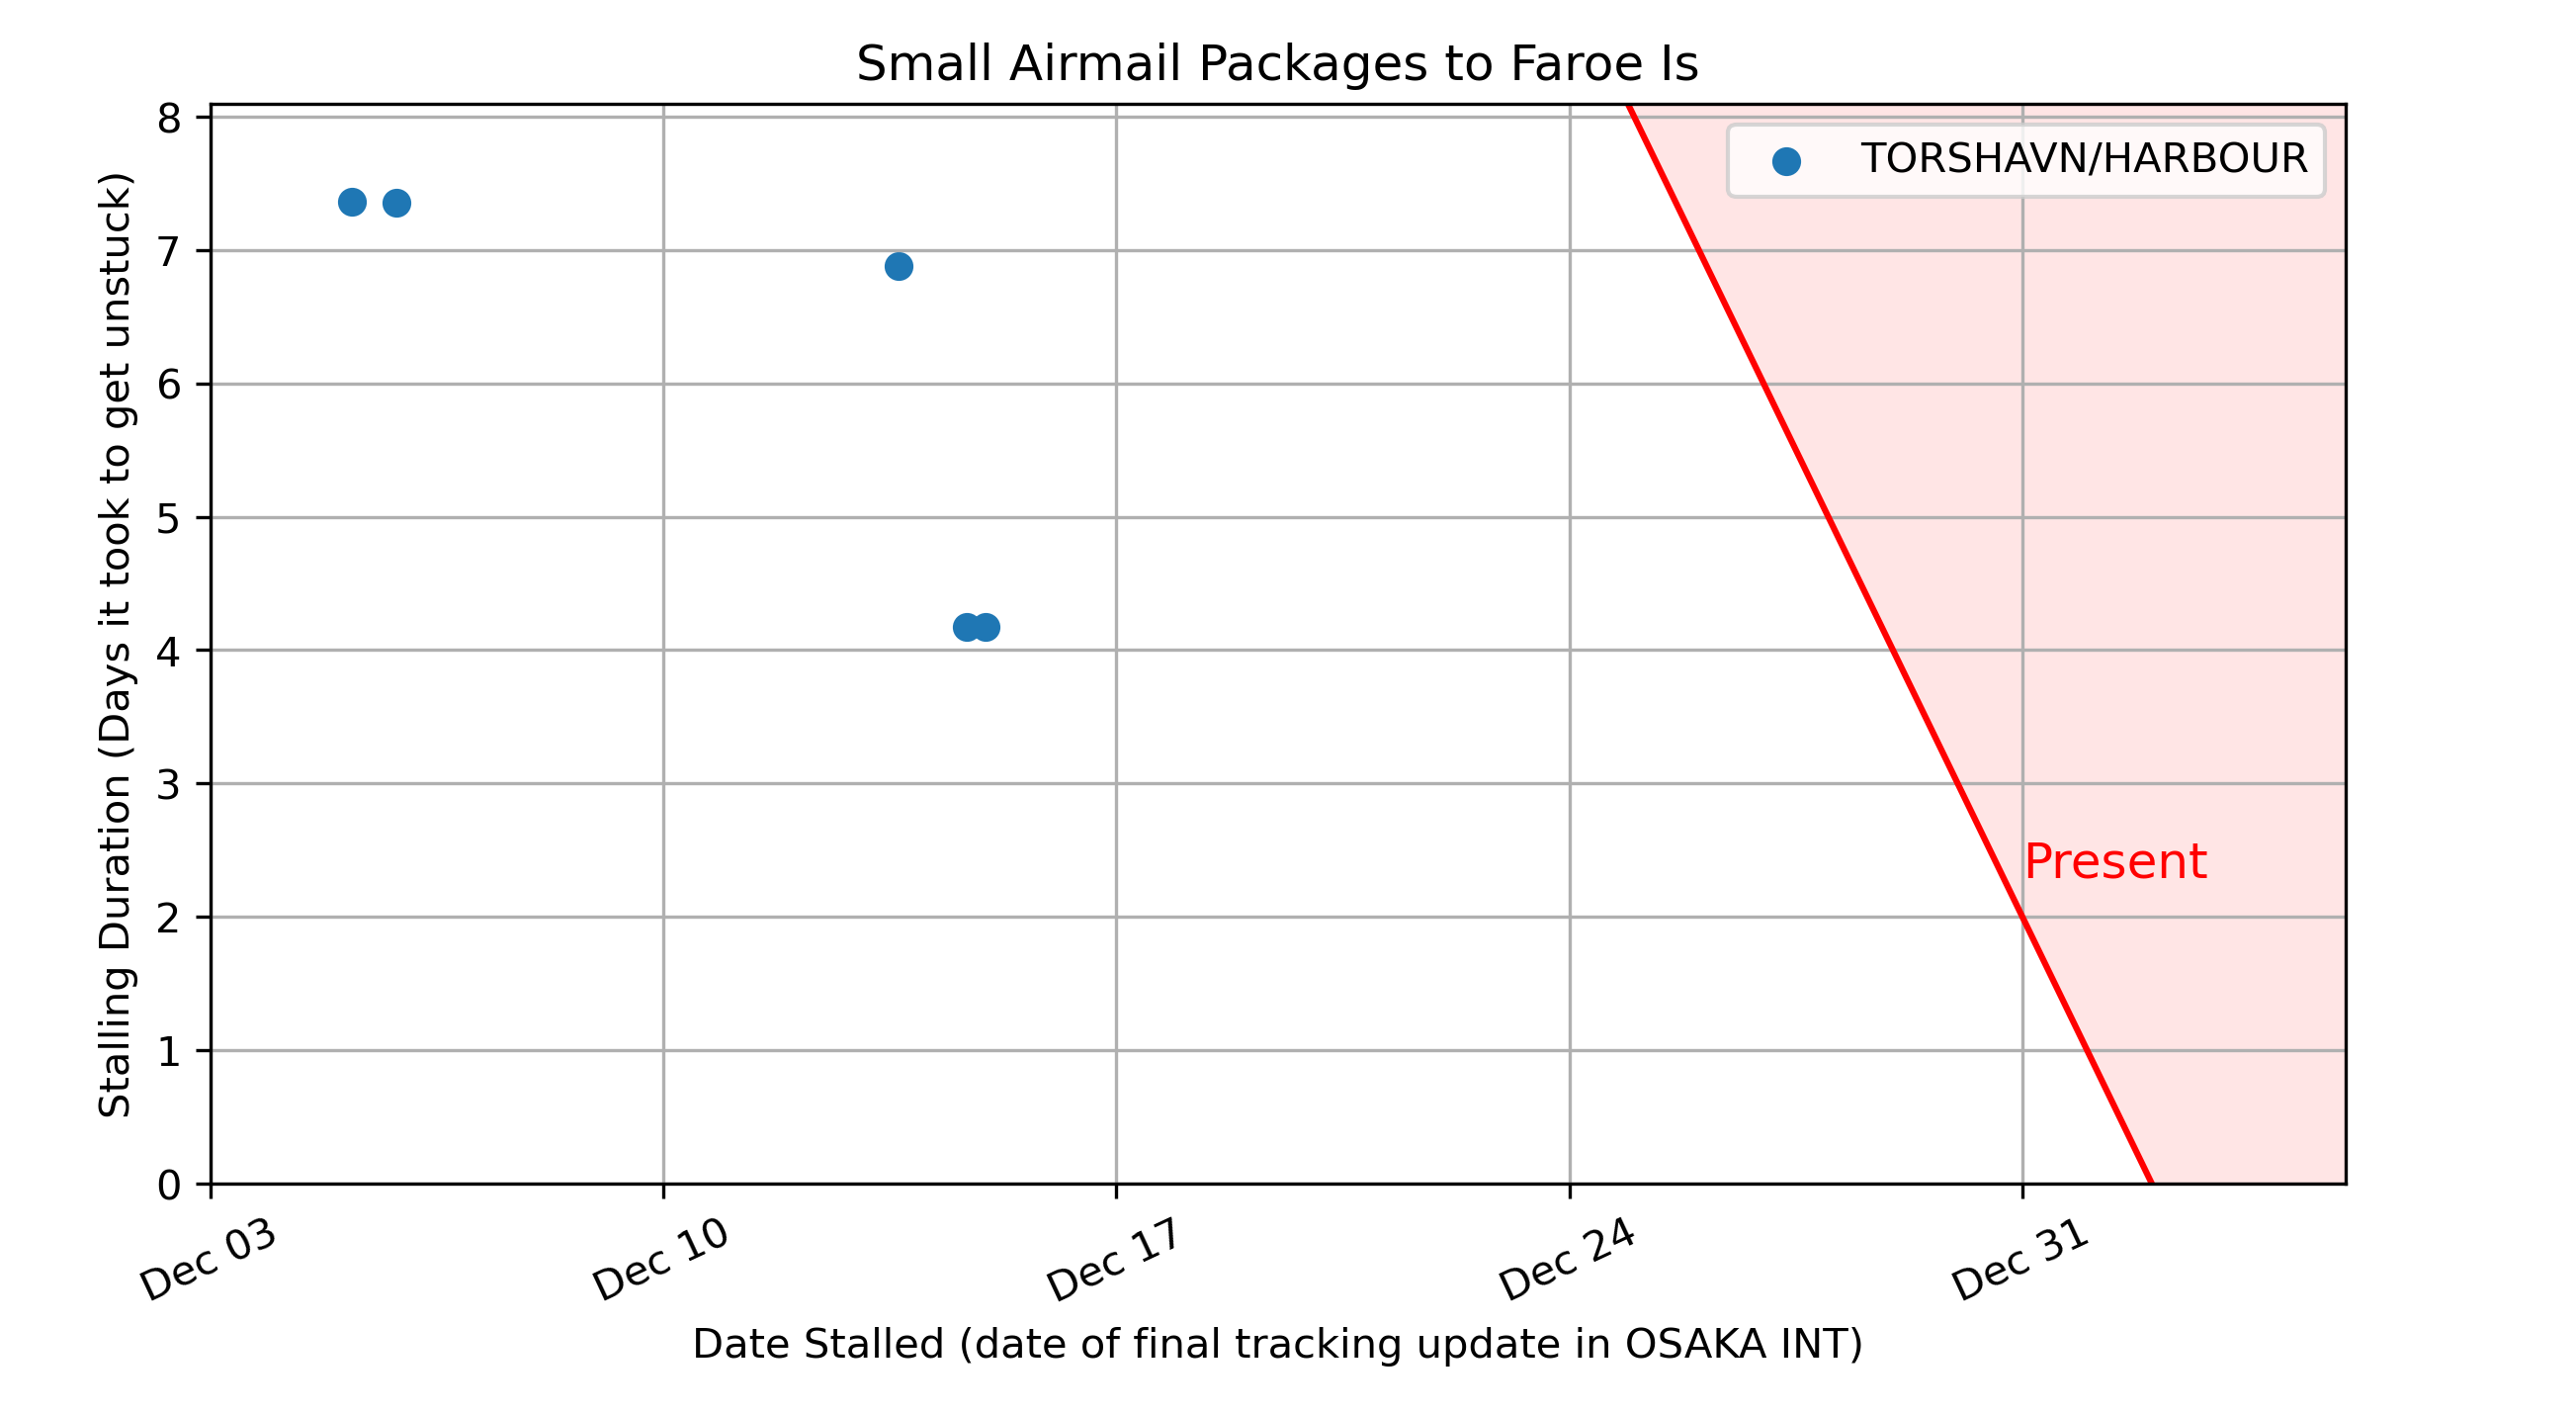 Small Airmail Packages to Faroe Is
TORSHAVN/HARBOUR
Stalling Duration (Days it took to get unstuck)
8
7
6
5
4
3
2
1
0
Present
Dec 03
Dec 10
Dec 17
Dec 24
Dec 31
Date Stalled (date of final tracking update in OSAKA INT)